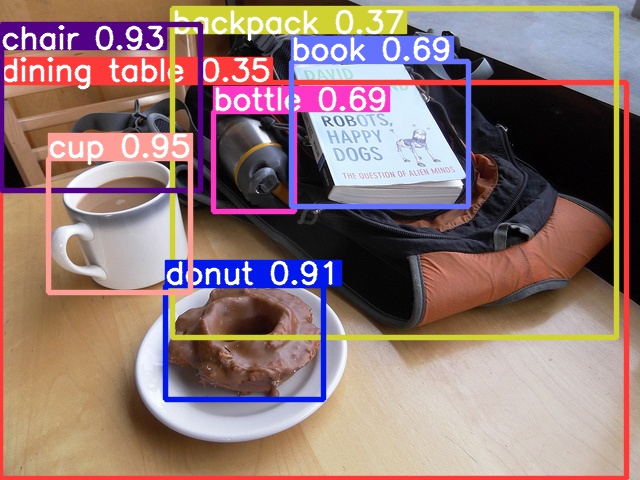 backpack 0.37
chair 0.93
book 0.69
dining table 0.35
DAVID
bottle 0.69
ROBOTS,
HAPPY
DOGS
cup 0.95
THE QUESTION OF ALIEN MINDS
donut 0.91